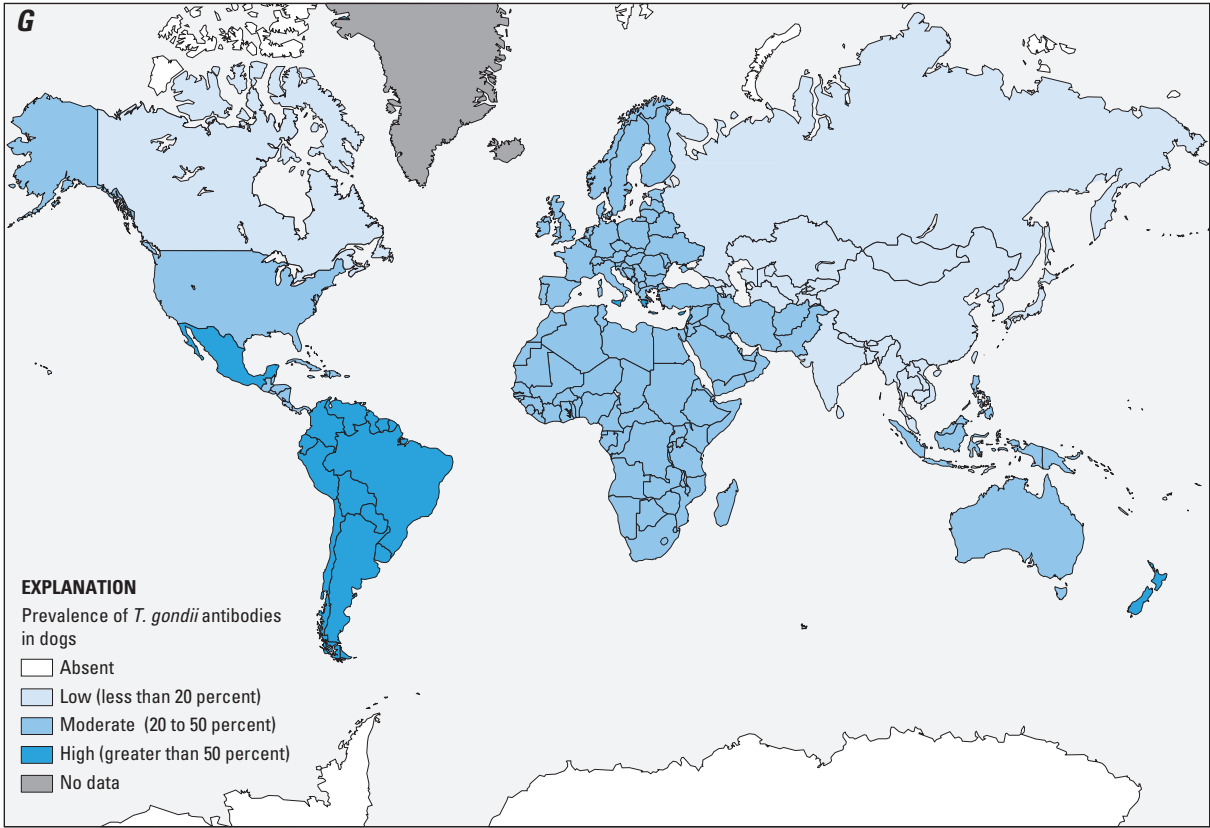 G
EXPLANATION
Prevalence of T. gondii antibodies
in dogs
Absent
Low (less than 20 percent)
Moderate (20 to 50 percent)
High (greater than 50 percent)
No data